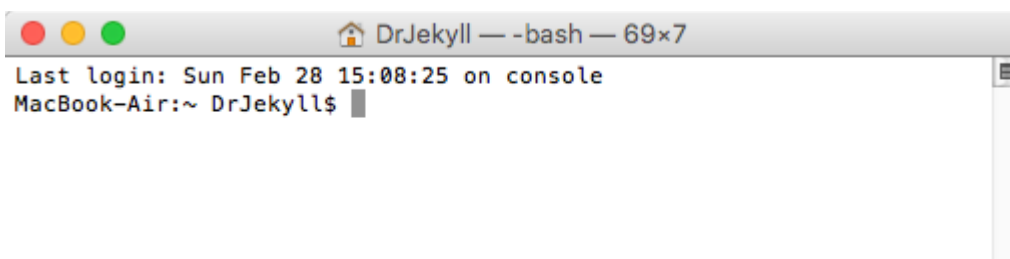 DrJekyll — -bash — 69×7
Last login: Sun Feb 28 15:08:25 on console
MacBook-Air:~ DrJekyll$